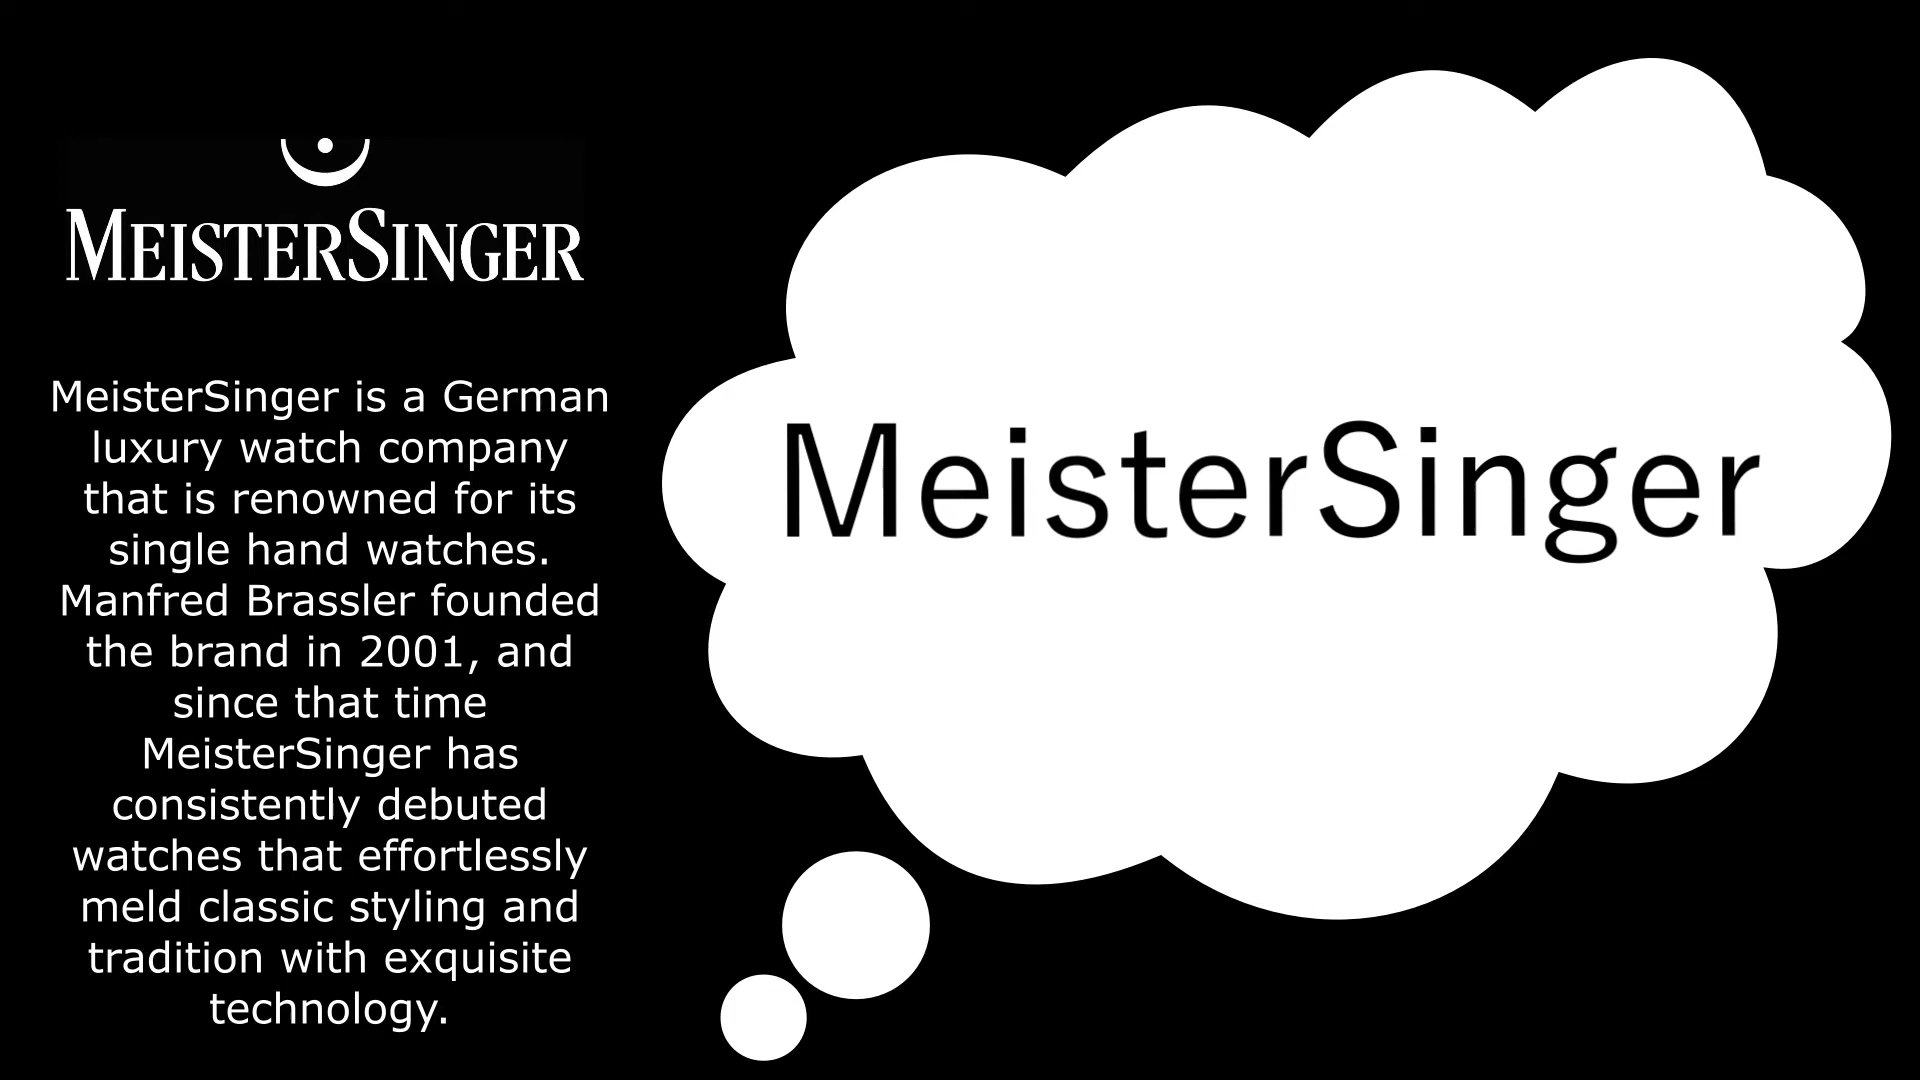 MEISTERSINGER
MeisterSinger is a German
luxury watch company
that is renowned for its
single hand watches.
Manfred Brassler founded
the brand in 2001, and
since that time
MeisterSinger has
consistently debuted
watches that effortlessly
meld classic styling and
tradition with exquisite
technology.
MeisterSinger